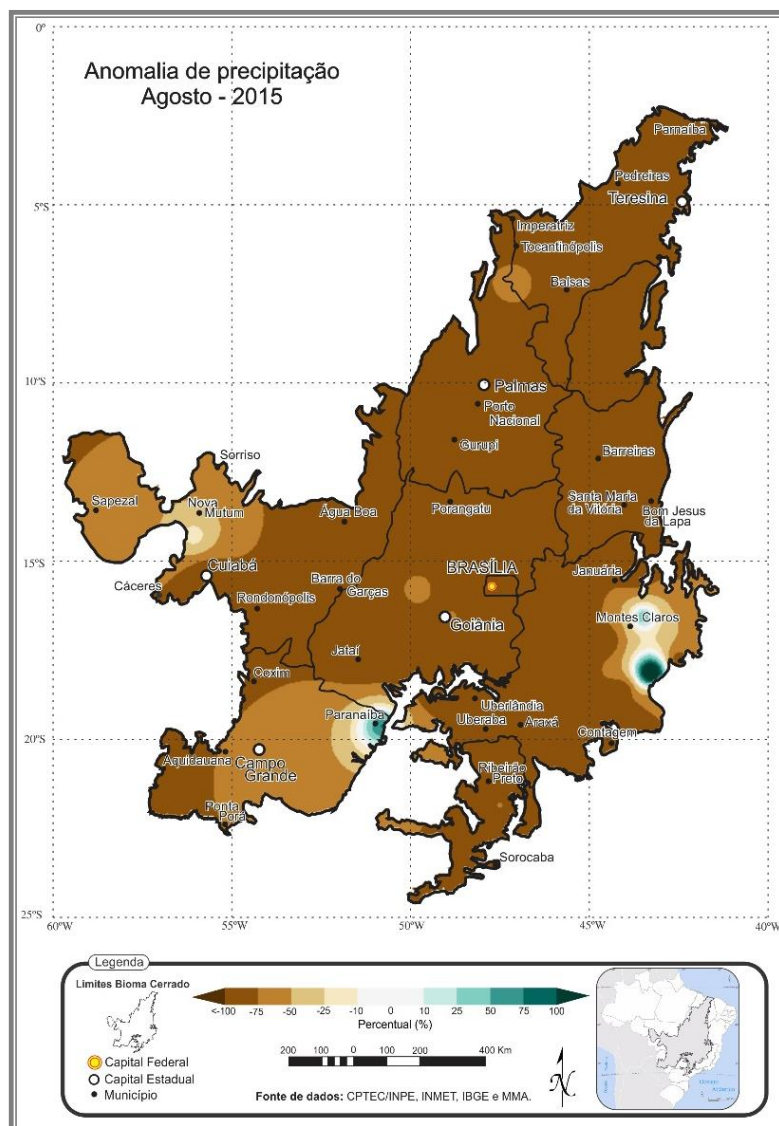 Anomalia de precipitação
Agosto - 2015
0°
5°S
10°S
15°S
20°S
25°S
60°W
55°W
50°W
45°W
40°W
Parnaíba
Pedreiras
Teresina
Imperatriz
Tocantinópolis
Balsas
Palmas
Porto
Nacional
Gurupi
Barreiras
Sorriso
Sapezal
Nova
Mutum
Água Boa
Porangatu
Santa Maria
da Vitória
Bom Jesus
da Lapa
Cuiabá
Cáceres
Rondonópolis
Barra do
Garças
BRASÍLIA
Januária
Goiânia
Montes Claros
Jataí
Coxim
Paranaíba
Uberlândia
Uberaba
Araxá
Contagem
Aquidauana
Campo
Grande
Ribeirão
Preto
Ponta
Porã
Sorocaba
Legenda
Limites Bioma Cerrado
<-100 -75 -50 -25 -10 0 10 25 50 75 100
Percentual (%)
Capital Federal
Capital Estadual
Município
200 100 0 100 200 400 Km
N
Fonte de dados: CPTEC/INPE, INMET, IBGE e MMA.